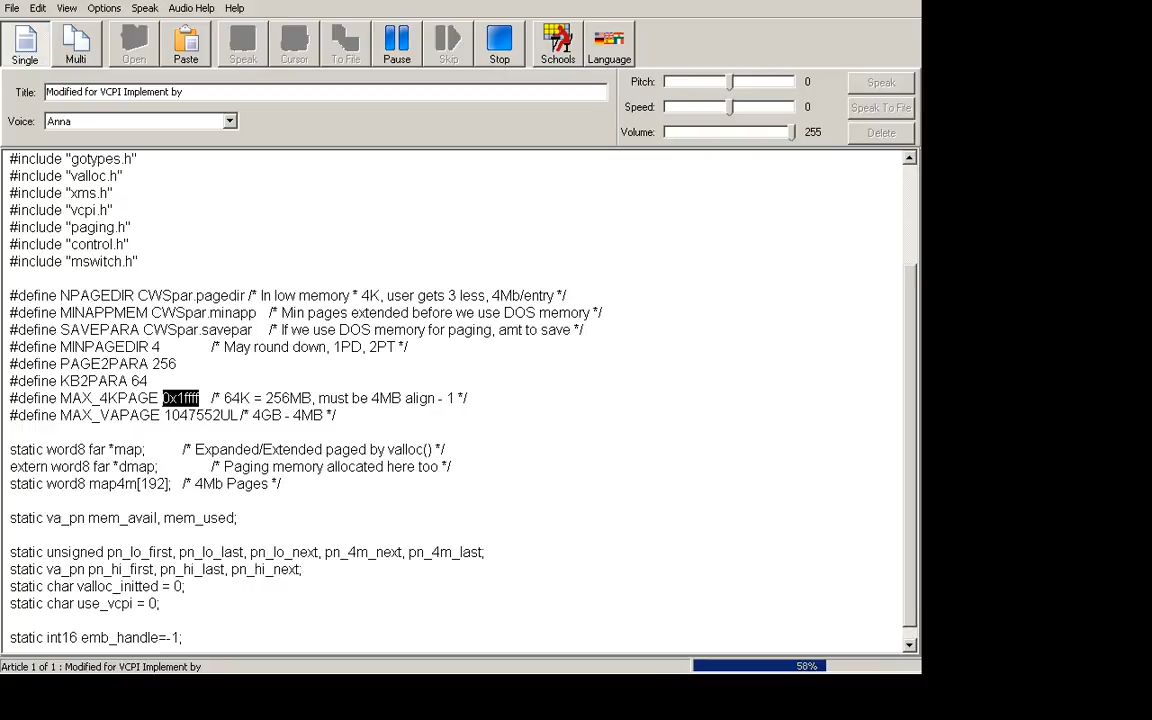 File Edit View Options Speak Audio Help Help
Single Multi Open Paste Speak Cursor To File Pause Skip Stop Schools Language
Title: Modified for VCPI Implement by
Pitch: 0 Speak
Voice: Anna
Speed: 0 Speak To File
Volume: 255 Delete
#include "gotypes.h"
#include "valloc.h"
#include "xms.h"
#include "vcpi.h"
#include "paging.h"
#include "control.h"
#include "mswitch.h"
#define NPAGEDIR CWSpar.pagedir /* In low memory * 4K, user gets 3 less, 4Mb/entry */
#define MINAPPMEM CWSpar.minapp /* Min pages extended before we use DOS memory */
#define SAVEPARA CWSpar.savepar /* If we use DOS memory for paging, amt to save */
#define MINPAGEDIR 4 /* May round down, 1PD, 2PT */
#define PAGE2PARA 256
#define KB2PARA 64
#define MAX_4KPAGE 0x1ffff /* 64K = 256MB, must be 4MB align - 1 */
#define MAX_VAPAGE 1047552UL /* 4GB - 4MB */
static word8 far *map; /* Expanded/Extended paged by valloc() */
extern word8 far *dmap; /* Paging memory allocated here too */
static word8 map4m[192]; /* 4Mb Pages */
static va_pn mem_avail, mem_used;
static unsigned pn_lo_first, pn_lo_last, pn_lo_next, pn_4m_next, pn_4m_last;
static va_pn pn_hi_first, pn_hi_last, pn_hi_next;
static char valloc_initted = 0;
static char use_vcpi = 0;
static int16 emb_handle=-1;
Article 1 of 1 : Modified for VCPI Implement by 58%